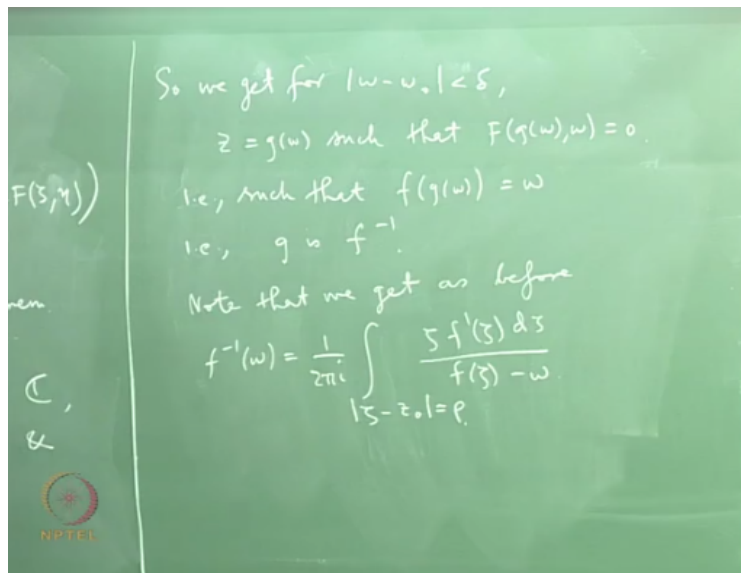 So we get for |w-w₀|<δ,
z = g(w) such that F(g(w),w) = 0.
F(ζ,η))
i.e., such that f(g(w)) = w
i.e., g is f⁻¹.
Note that we get as before
f⁻¹(w) = 1/2πi ∫_{|ζ-z₀|=ρ} ζ f'(ζ) dζ / f(ζ) - w.
C,
&
NPTEL